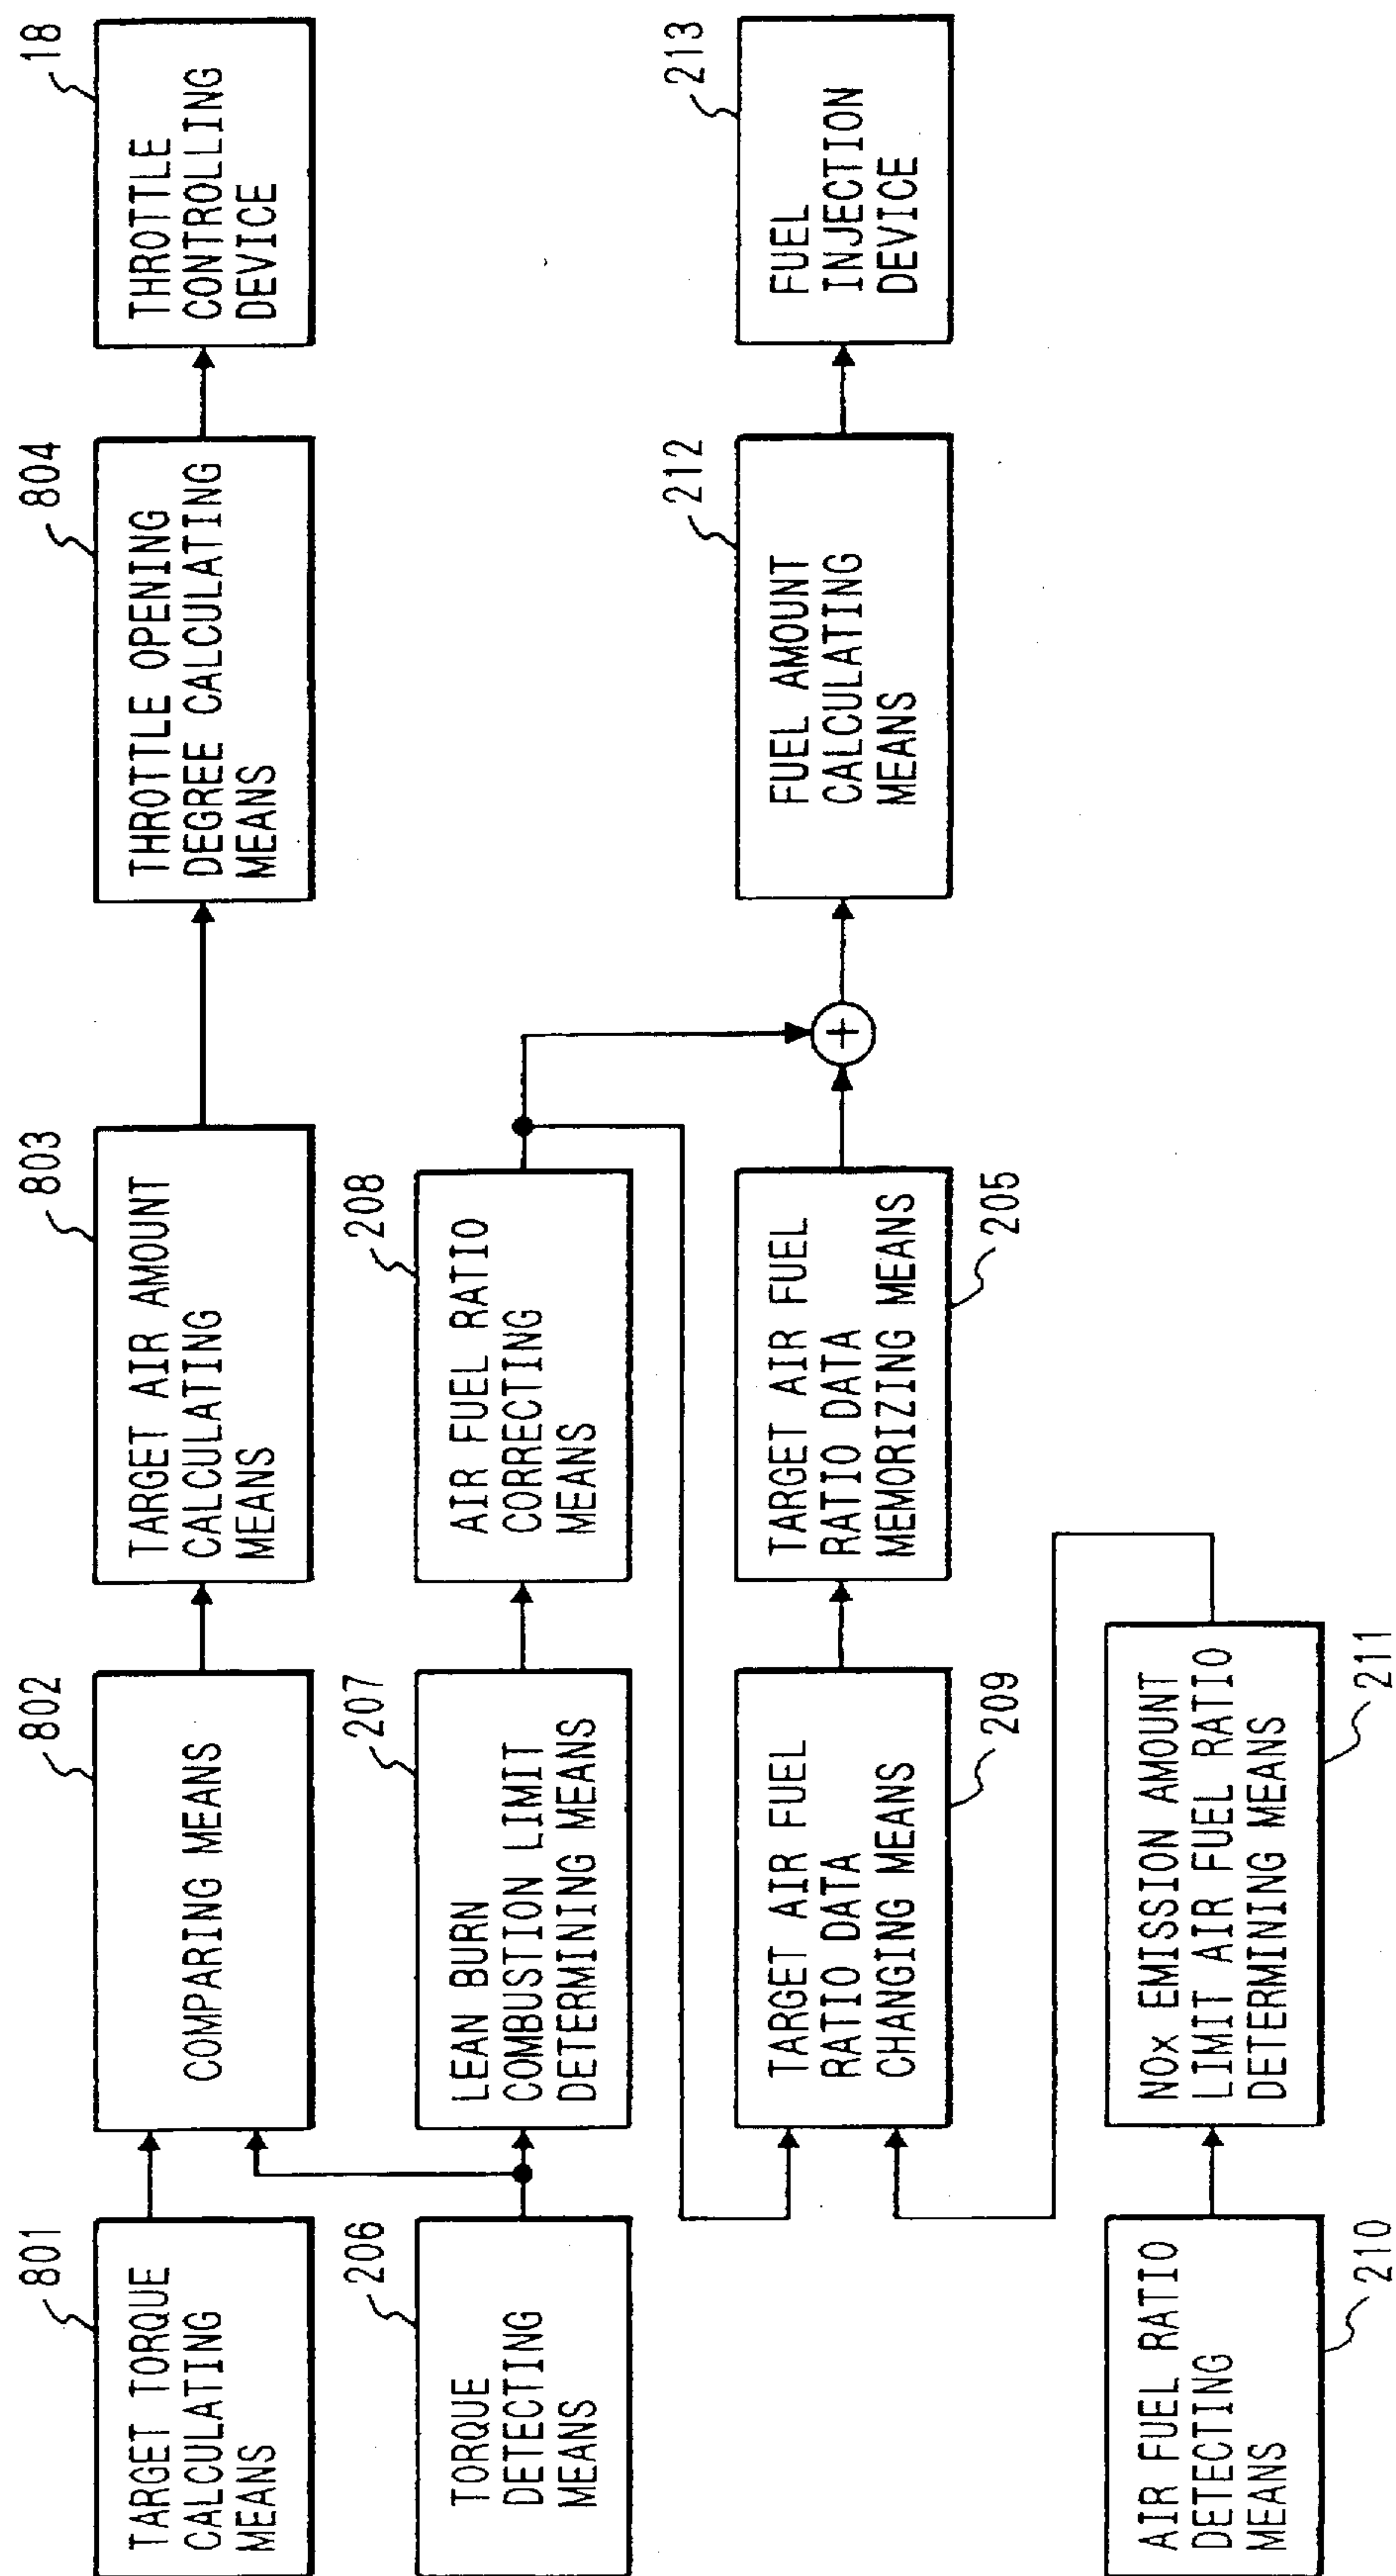 801
TARGET TORQUE
CALCULATING
MEANS
802
COMPARING MEANS
803
TARGET AIR AMOUNT
CALCULATING
MEANS
804
THROTTLE OPENING
DEGREE CALCULATING
MEANS
18
THROTTLE
CONTROLLING
DEVICE
206
TORQUE
DETECTING
MEANS
207
LEAN BURN
COMBUSTION LIMIT
DETERMINING MEANS
208
AIR FUEL RATIO
CORRECTING
MEANS
TARGET AIR FUEL
RATIO DATA
CHANGING MEANS
209
TARGET AIR FUEL
RATIO DATA
MEMORIZING MEANS
205
+
212
FUEL AMOUNT
CALCULATING
MEANS
213
FUEL
INJECTION
DEVICE
AIR FUEL RATIO
DETECTING
MEANS
210
NOx EMISSION AMOUNT
LIMIT AIR FUEL RATIO
DETERMINING MEANS
211